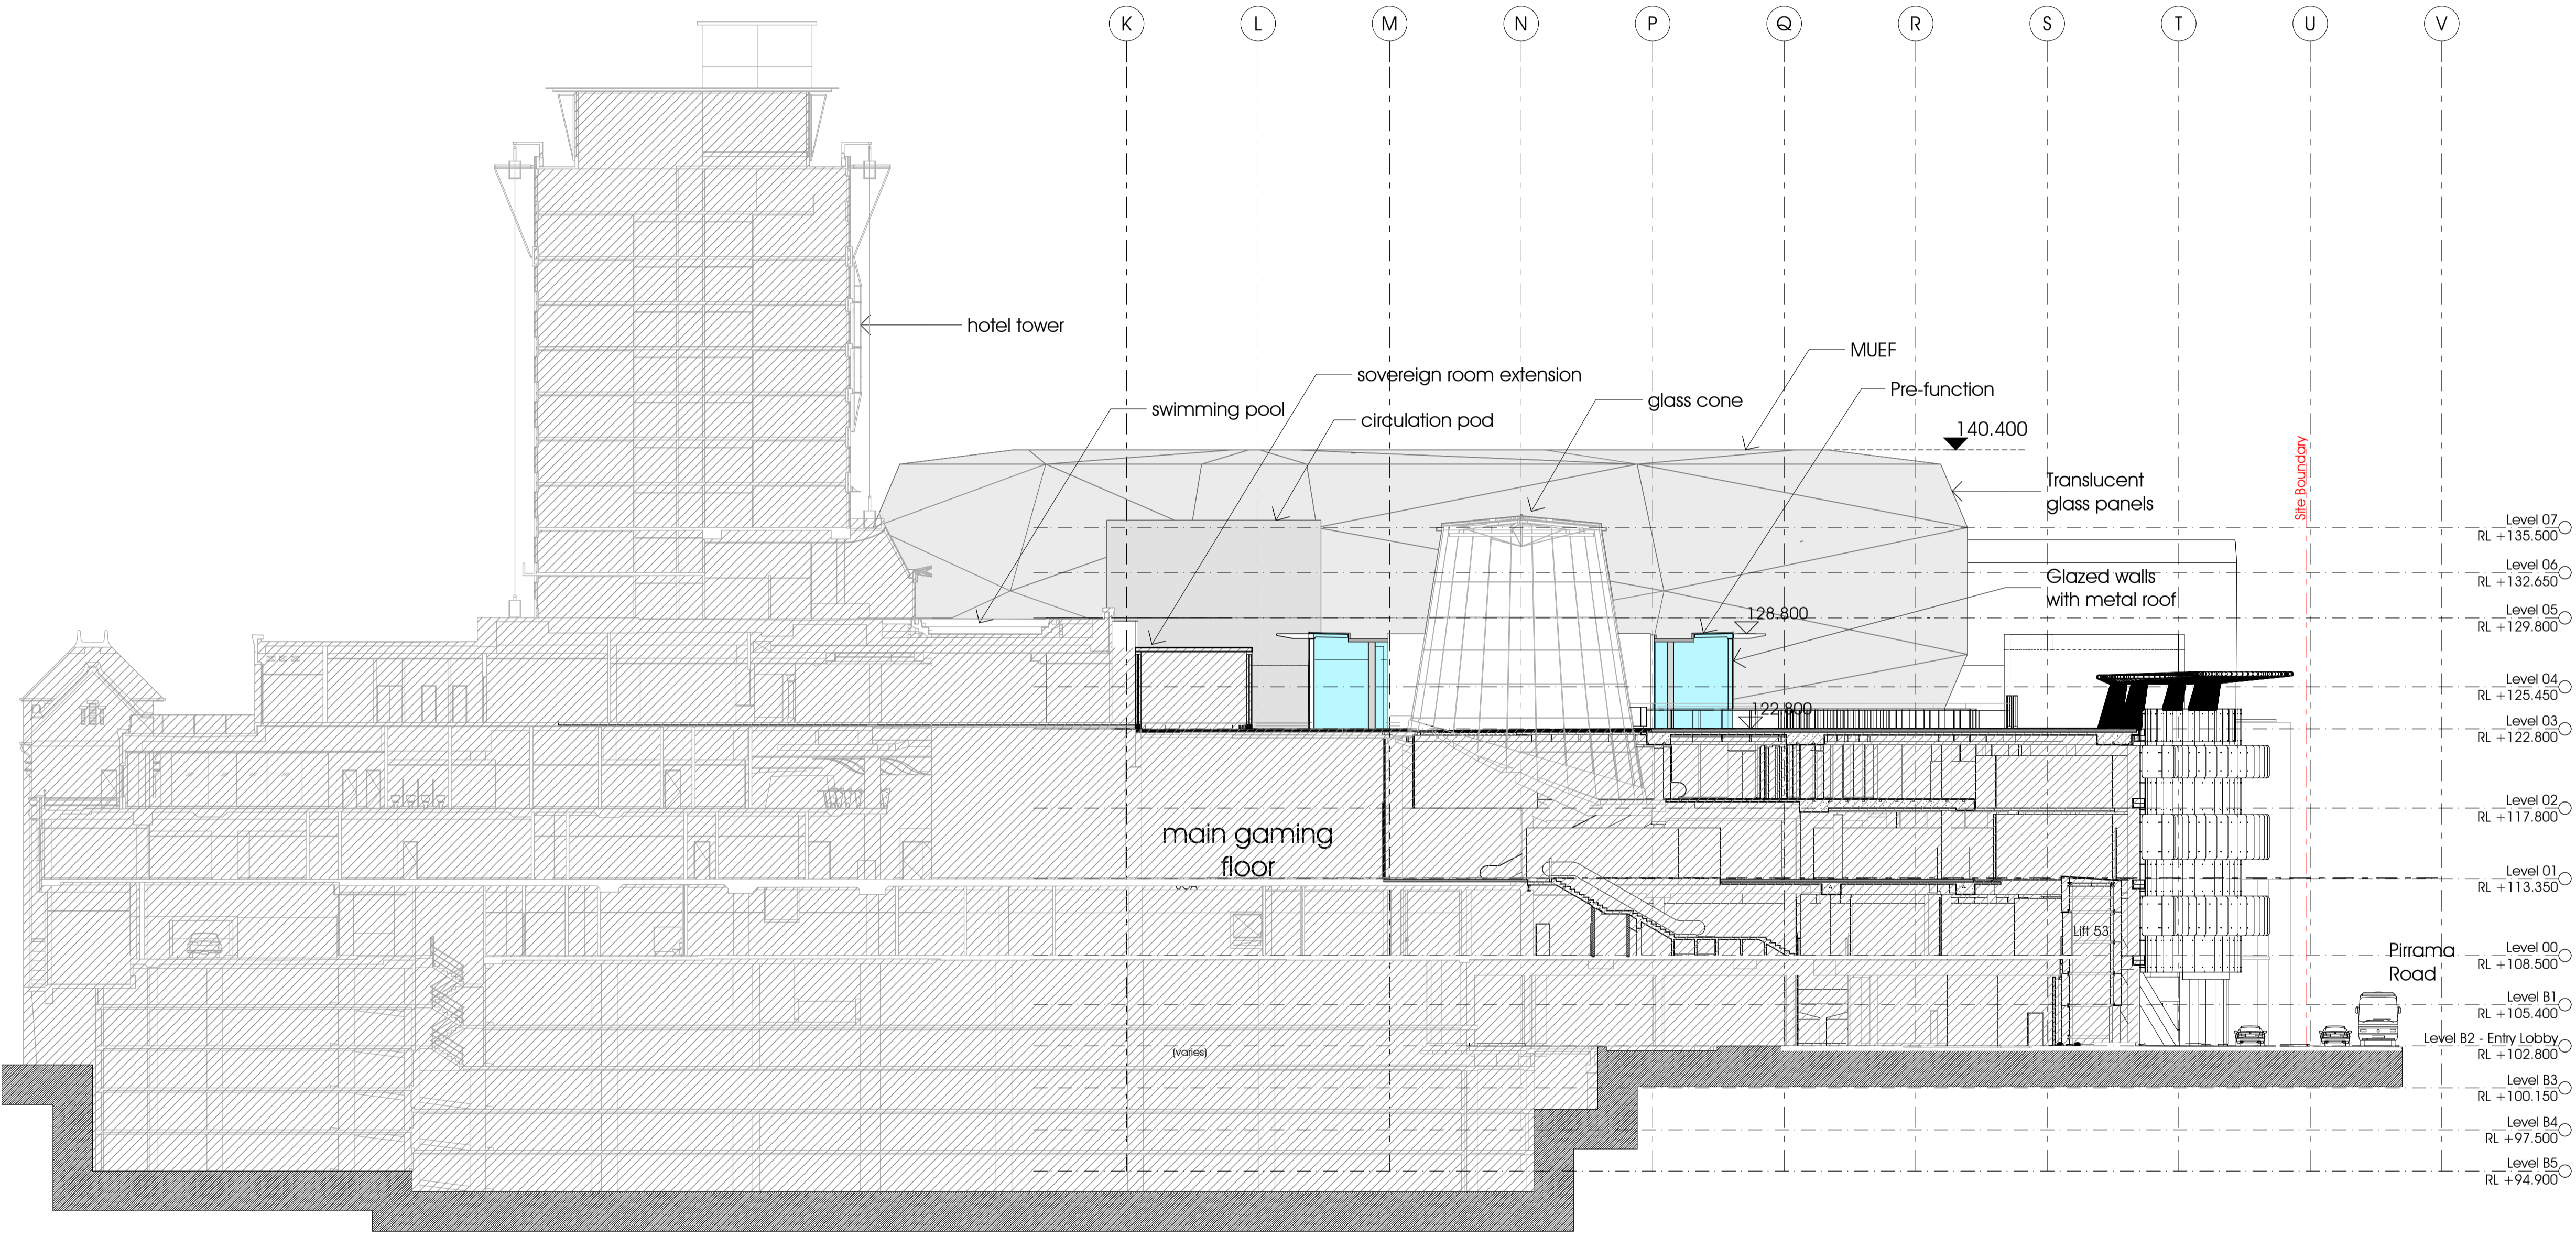 K L M N P Q R S T U V
hotel tower
MUEF
sovereign room extension
Pre-function
swimming pool
glass cone
circulation pod
140.400
Site Boundary
Translucent
glass panels
Level 07
RL +135.500
Level 06
RL +132.650
Glazed walls
with metal roof
128.800
Level 05
RL +129.800
Level 04
RL +125.450
122.800
Level 03
RL +122.800
Level 02
RL +117.800
main gaming
floor
Level 01
RL +113.350
Lift 53
Pirrama
Road
Level 00
RL +108.500
Level B1
RL +105.400
(varies)
Level B2 - Entry Lobby
RL +102.800
Level B3
RL +100.150
Level B4
RL +97.500
Level B5
RL +94.900